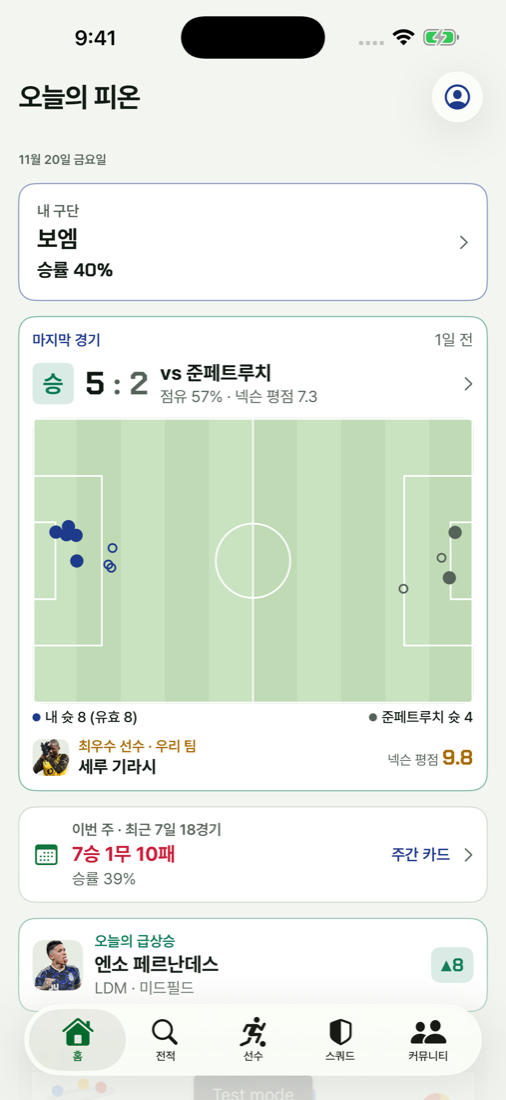 9:41
오늘의 피온
11월 20일 금요일
내 구단
보엠
승률 40%
마지막 경기
1일 전
승
5 : 2
vs 준페트루치
점유 57% · 넥슨 평점 7.3
내 슛 8 (유효 8)
준페트루치 슛 4
최우수 선수 · 우리 팀
세루 기라시
넥슨 평점 9.8
이번 주 · 최근 7일 18경기
7승 1무 10패
승률 39%
주간 카드
오늘의 급상승
엔소 페르난데스
LDM · 미드필드
▲8
홈
전적
선수
스쿼드
커뮤니티
Test mode